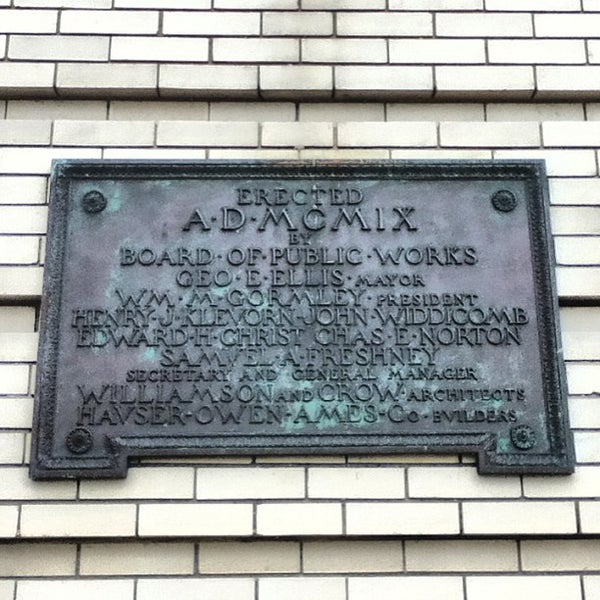 ERECTED
A·D·MCMIX
BY
BOARD·OF·PUBLIC·WORKS
GEO·E·ELLIS·MAYOR
WM·M·GORMLEY·PRESIDENT
HENRY·J·KLEVORN·JOHN·WIDDICOMB
EDWARD·H·CHRIST CHAS·E·NORTON
SAMVEL·A·FRESHNEY
SECRETARY AND GENERAL MANAGER
WILLIAMSON AND CROW·ARCHITECTS
HAVSER·OWEN·AMES·CO·BUILDERS